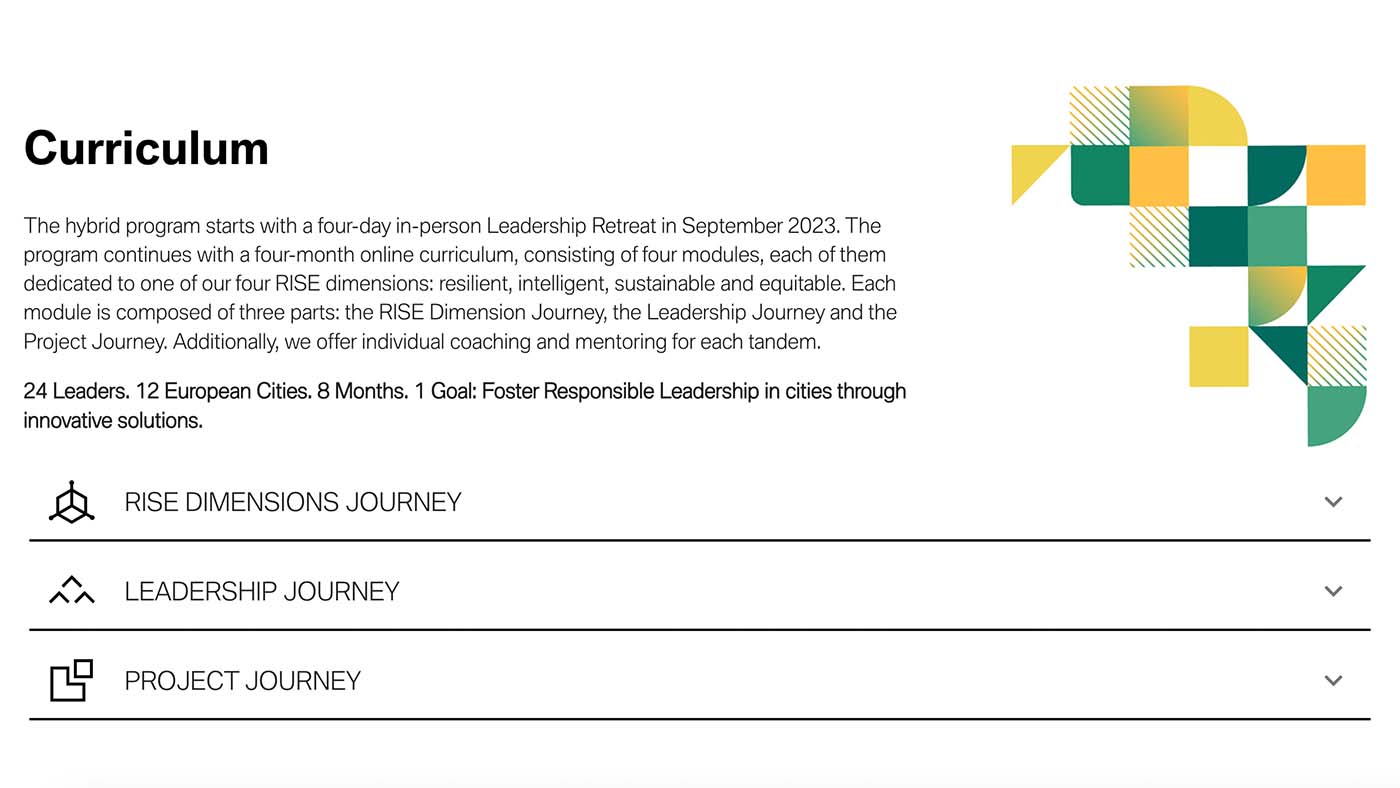 Curriculum
The hybrid program starts with a four-day in-person Leadership Retreat in September 2023. The
program continues with a four-month online curriculum, consisting of four modules, each of them
dedicated to one of our four RISE dimensions: resilient, intelligent, sustainable and equitable. Each
module is composed of three parts: the RISE Dimension Journey, the Leadership Journey and the
Project Journey. Additionally, we offer individual coaching and mentoring for each tandem.
24 Leaders. 12 European Cities. 8 Months. 1 Goal: Foster Responsible Leadership in cities through
innovative solutions.
RISE DIMENSIONS JOURNEY
LEADERSHIP JOURNEY
PROJECT JOURNEY